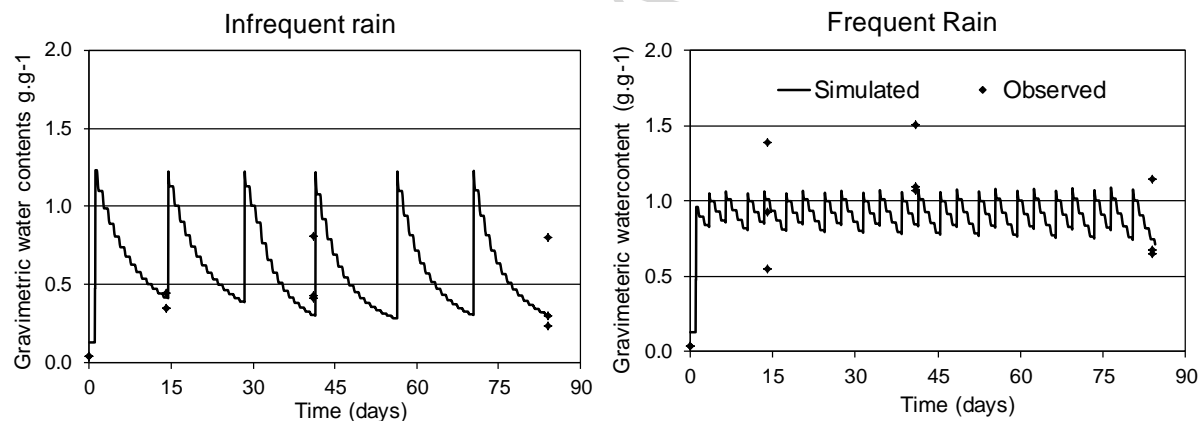 Infrequent rain
Gravimetric water contents g.g-1
2.0
1.5
1.0
0.5
0.0
0 15 30 45 60 75 90
Time (days)
Frequent Rain
Gravimeteric watercontent (g.g-1)
2.0
1.5
1.0
0.5
0.0
Simulated Observed
0 15 30 45 60 75 90
Time (days)